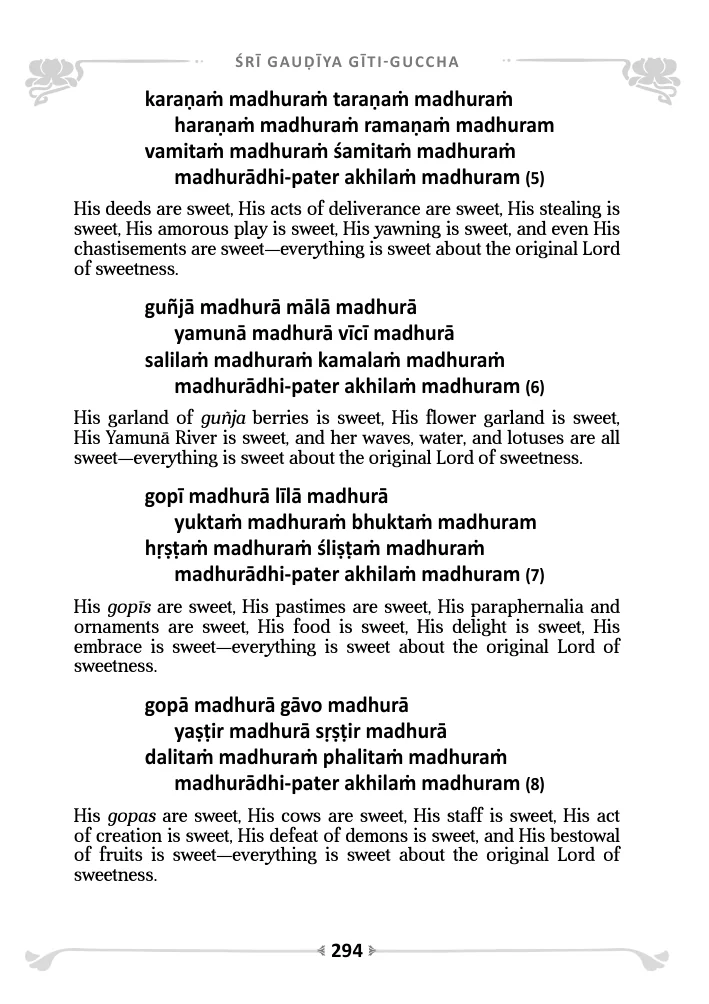 ŚRĪ GAUḌĪYA GĪTI-GUCCHA
karaṇaṁ madhuraṁ taraṇaṁ madhuraṁ
haraṇaṁ madhuraṁ ramaṇaṁ madhuram
vamitaṁ madhuraṁ śamitaṁ madhuraṁ
madhurādhi-pater akhilaṁ madhuram (5)
His deeds are sweet, His acts of deliverance are sweet, His stealing is
sweet, His amorous play is sweet, His yawning is sweet, and even His
chastisements are sweet—everything is sweet about the original Lord
of sweetness.
guñjā madhurā mālā madhurā
yamunā madhurā vīcī madhurā
salilaṁ madhuraṁ kamalaṁ madhuraṁ
madhurādhi-pater akhilaṁ madhuram (6)
His garland of guñja berries is sweet, His flower garland is sweet,
His Yamunā River is sweet, and her waves, water, and lotuses are all
sweet—everything is sweet about the original Lord of sweetness.
gopī madhurā līlā madhurā
yuktaṁ madhuraṁ bhuktaṁ madhuram
hṛṣṭaṁ madhuraṁ śliṣṭaṁ madhuraṁ
madhurādhi-pater akhilaṁ madhuram (7)
His gopīs are sweet, His pastimes are sweet, His paraphernalia and
ornaments are sweet, His food is sweet, His delight is sweet, His
embrace is sweet—everything is sweet about the original Lord of
sweetness.
gopā madhurā gāvo madhurā
yaṣṭir madhurā sṛṣṭir madhurā
dalitaṁ madhuraṁ phalitaṁ madhuraṁ
madhurādhi-pater akhilaṁ madhuram (8)
His gopas are sweet, His cows are sweet, His staff is sweet, His act
of creation is sweet, His defeat of demons is sweet, and His bestowal
of fruits is sweet—everything is sweet about the original Lord of
sweetness.
294